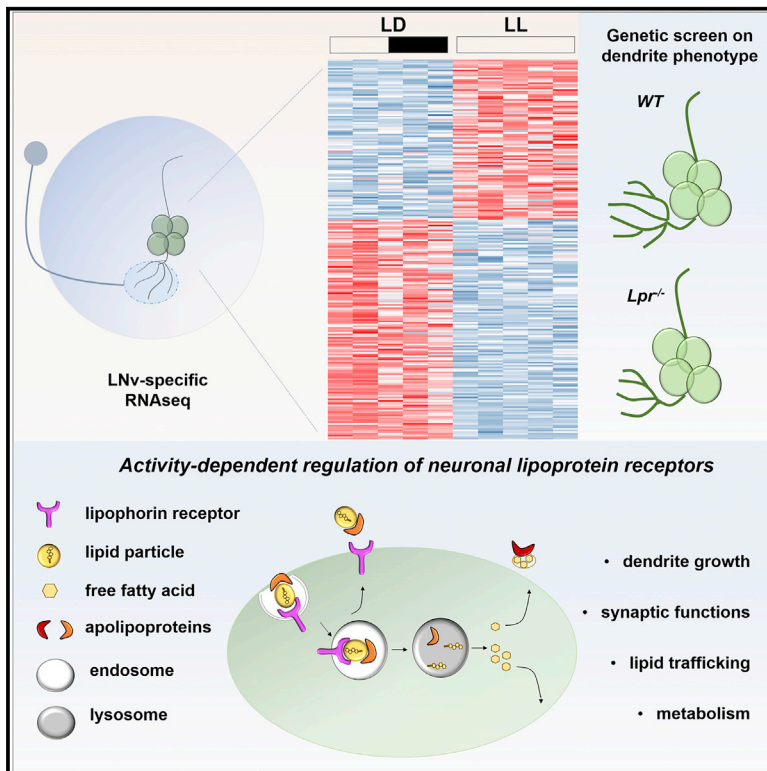 LD
LL
Genetic screen on
dendrite phenotype
WT
Lpr-/-
LNv-specific
RNAseq
Activity-dependent regulation of neuronal lipoprotein receptors
lipophorin receptor
lipid particle
free fatty acid
apolipoproteins
endosome
lysosome
• dendrite growth
• synaptic functions
• lipid trafficking
• metabolism